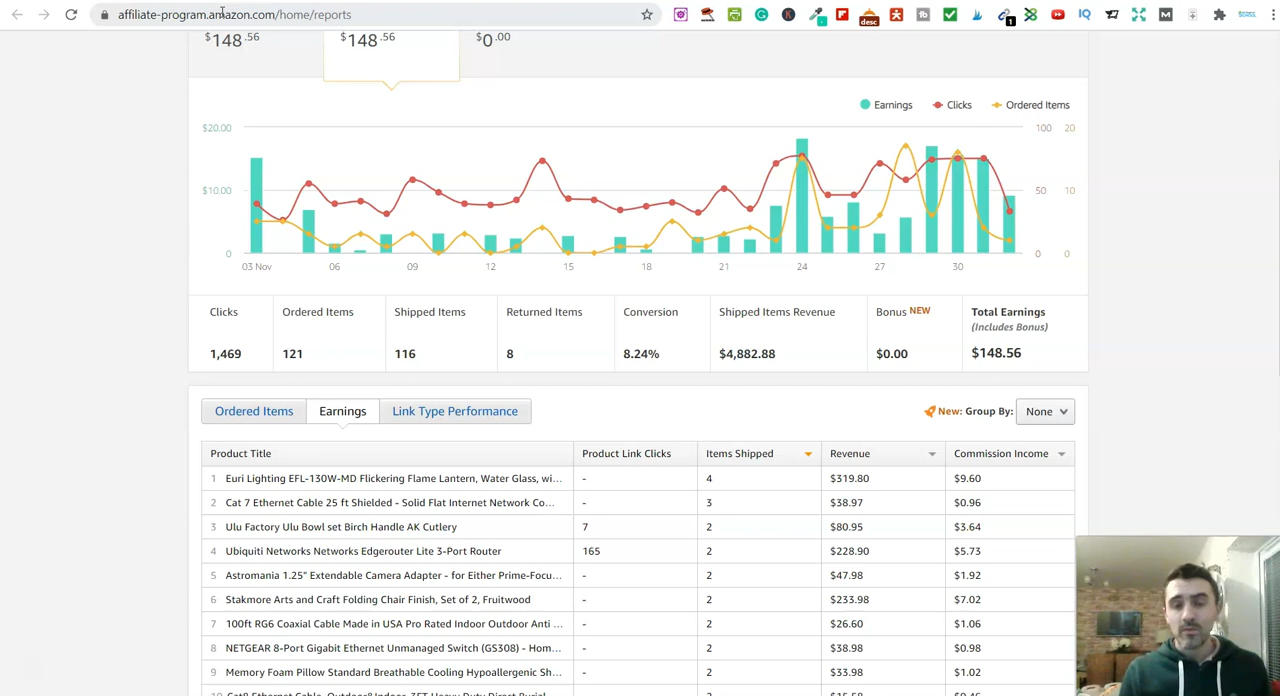 affiliate-program.amazon.com/home/reports
desc
1
$148.56 $148.56 $0.00
Earnings Clicks Ordered Items
$20.00 100 20
$10.00 50 10
0 0 0
03 Nov 06 09 12 15 18 21 24 27 30
Clicks Ordered Items Shipped Items Returned Items Conversion Shipped Items Revenue Bonus NEW Total Earnings
(Includes Bonus)
1,469 121 116 8 8.24% $4,882.88 $0.00 $148.56
Ordered Items Earnings Link Type Performance New: Group By: None
Product Title Product Link Clicks Items Shipped Revenue Commission Income
1 Euri Lighting EFL-130W-MD Flickering Flame Lantern, Water Glass, wi... - 4 $319.80 $9.60
2 Cat 7 Ethernet Cable 25 ft Shielded - Solid Flat Internet Network Co... - 3 $38.97 $0.96
3 Ulu Factory Ulu Bowl set Birch Handle AK Cutlery 7 2 $80.95 $3.64
4 Ubiquiti Networks Networks Edgerouter Lite 3-Port Router 165 2 $228.90 $5.73
5 Astromania 1.25" Extendable Camera Adapter - for Either Prime-Focu... - 2 $47.98 $1.92
6 Stakmore Arts and Craft Folding Chair Finish, Set of 2, Fruitwood - 2 $233.98 $7.02
7 100ft RG6 Coaxial Cable Made in USA Pro Rated Indoor Outdoor Anti ... - 2 $26.60 $1.06
8 NETGEAR 8-Port Gigabit Ethernet Unmanaged Switch (GS308) - Hom... - 2 $38.98 $0.98
9 Memory Foam Pillow Standard Breathable Cooling Hypoallergenic Sh... - 2 $33.98 $1.02